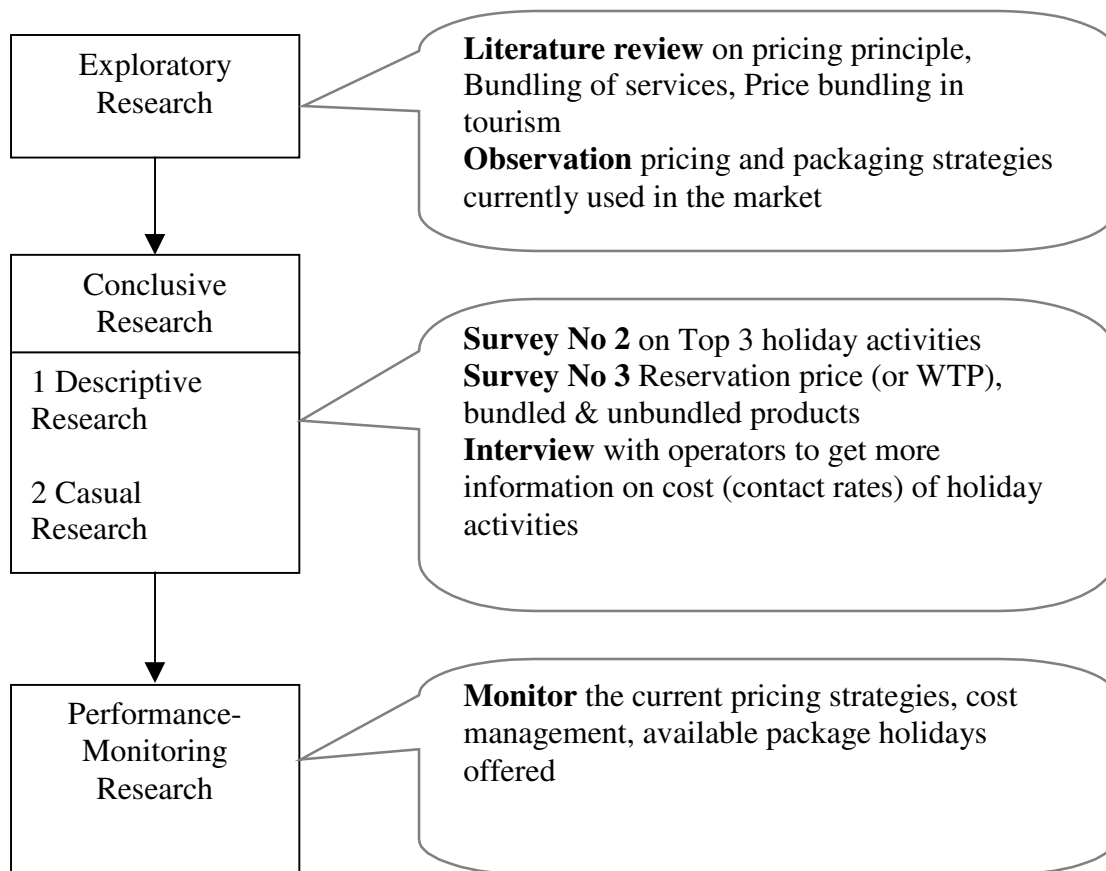 Exploratory
Research
Literature review on pricing principle,
Bundling of services, Price bundling in
tourism
Observation pricing and packaging strategies
currently used in the market
Conclusive
Research
1 Descriptive
Research
2 Casual
Research
Survey No 2 on Top 3 holiday activities
Survey No 3 Reservation price (or WTP),
bundled & unbundled products
Interview with operators to get more
information on cost (contact rates) of holiday
activities
Performance-
Monitoring
Research
Monitor the current pricing strategies, cost
management, available package holidays
offered